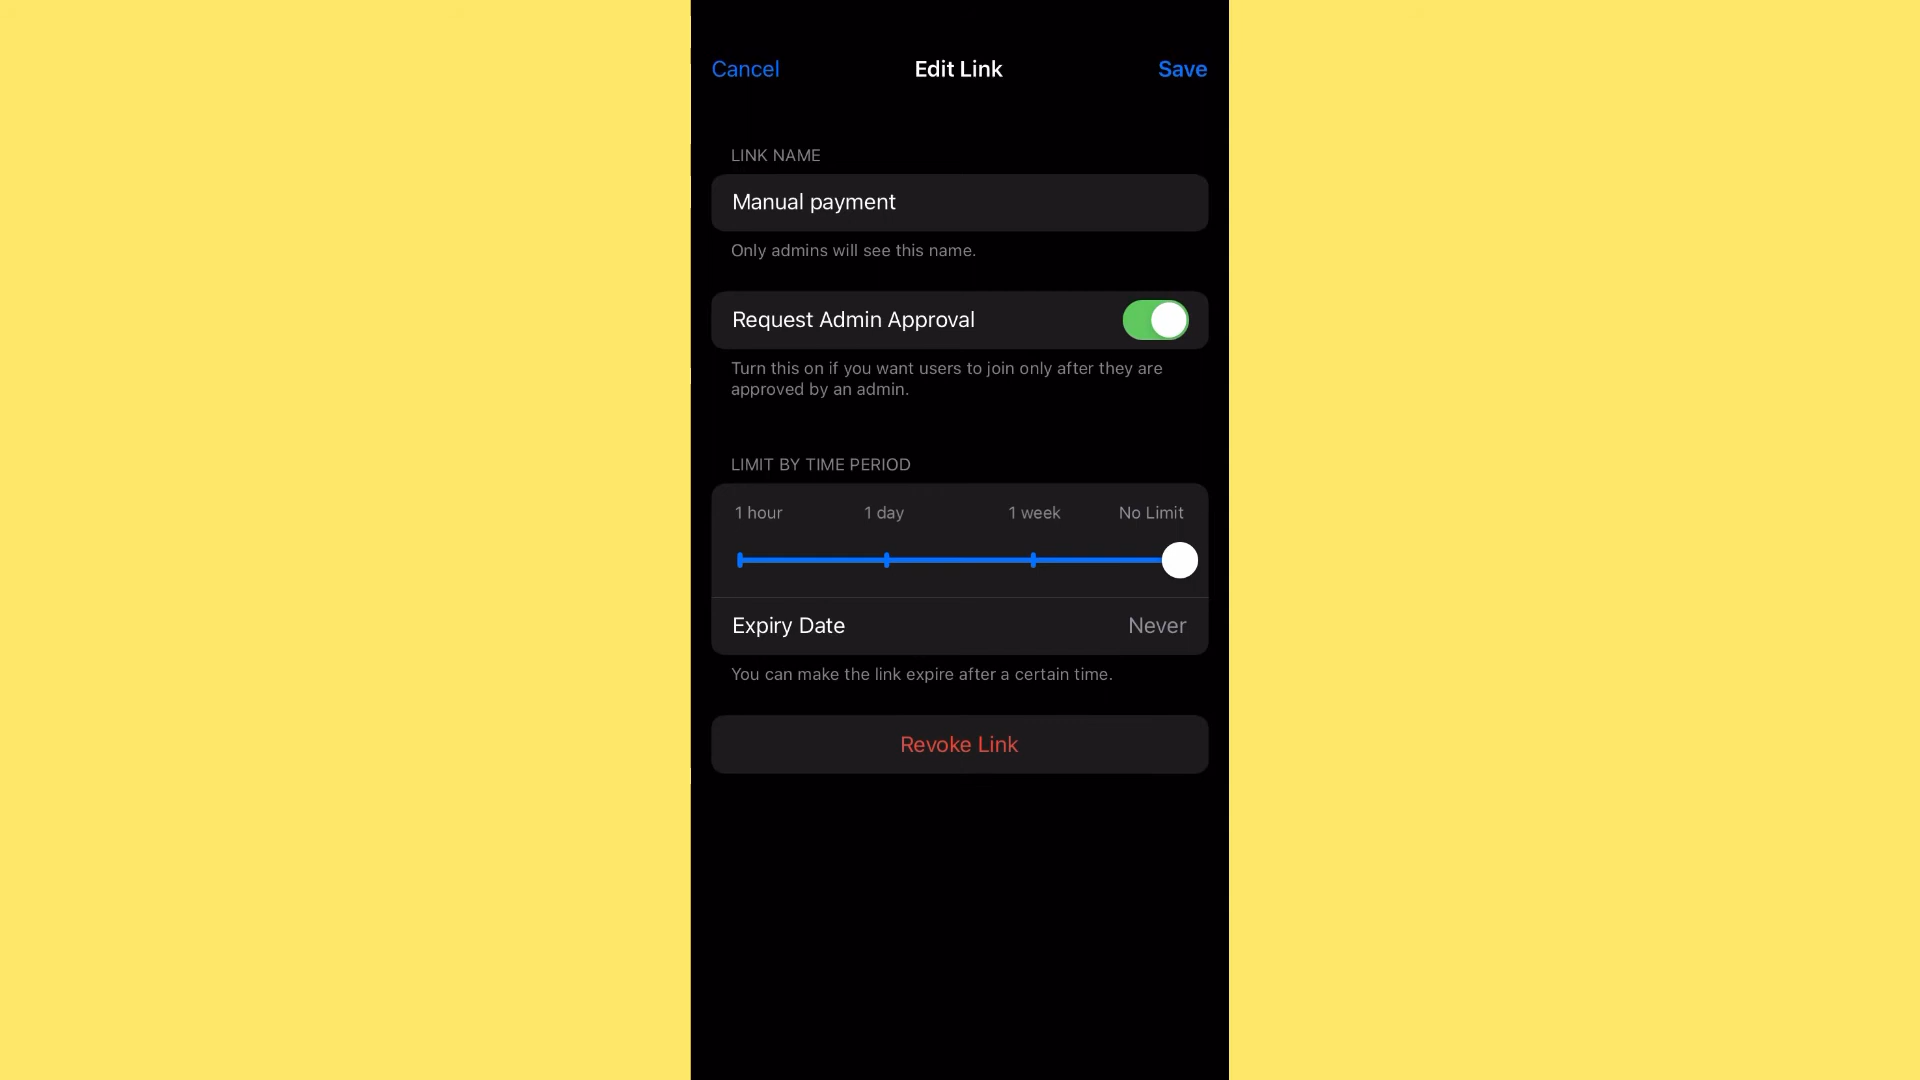 Cancel Edit Link Save
LINK NAME
Manual payment
Only admins will see this name.
Request Admin Approval
Turn this on if you want users to join only after they are
approved by an admin.
LIMIT BY TIME PERIOD
1 hour 1 day 1 week No Limit
Expiry Date Never
You can make the link expire after a certain time.
Revoke Link